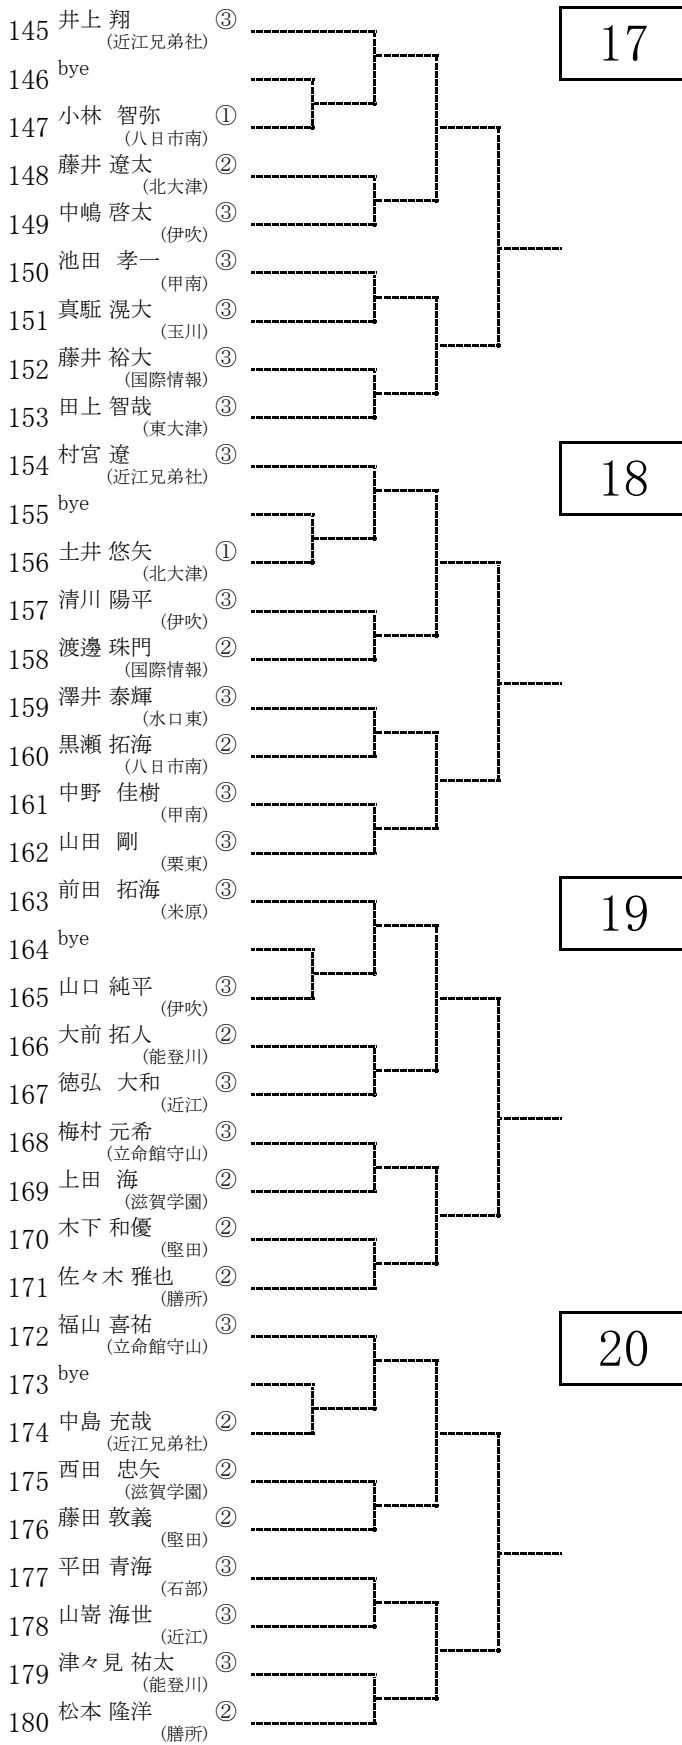 145 井上 翔 ③
(近江兄弟社)
17
146 bye
147 小林 智弥 ①
(八日市南)
148 藤井 遼太 ②
(北大津)
149 中嶋 啓太 ③
(伊吹)
150 池田 孝一 ③
(甲南)
151 真駈 滉大 ③
(玉川)
152 藤井 裕大 ③
(国際情報)
153 田上 智哉 ③
(東大津)
154 村宮 遼 ③
(近江兄弟社)
18
155 bye
156 土井 悠矢 ①
(北大津)
157 清川 陽平 ③
(伊吹)
158 渡邊 珠門 ②
(国際情報)
159 澤井 泰輝 ③
(水口東)
160 黒瀬 拓海 ②
(八日市南)
161 中野 佳樹 ③
(甲南)
162 山田 剛 ③
(栗東)
163 前田 拓海 ③
(米原)
19
164 bye
165 山口 純平 ③
(伊吹)
166 大前 拓人 ②
(能登川)
167 徳弘 大和 ③
(近江)
168 梅村 元希 ③
(立命館守山)
169 上田 海 ②
(滋賀学園)
170 木下 和優 ②
(堅田)
171 佐々木 雅也 ②
(膳所)
172 福山 喜祐 ③
(立命館守山)
20
173 bye
174 中島 充哉 ②
(近江兄弟社)
175 西田 忠矢 ②
(滋賀学園)
176 藤田 敦義 ②
(堅田)
177 平田 青海 ③
(石部)
178 山嵜 海世 ③
(近江)
179 津々見 祐太 ③
(能登川)
180 松本 隆洋 ②
(膳所)